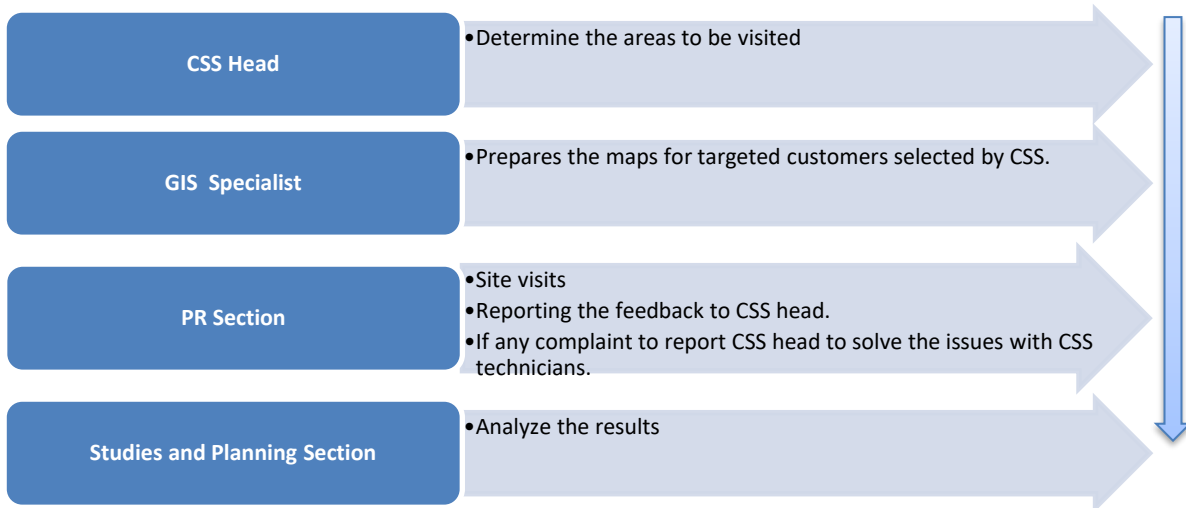 CSS Head
•Determine the areas to be visited
GIS  Specialist
•Prepares the maps for targeted customers selected by CSS.
PR Section
•Site visits
•Reporting the feedback to CSS head.
•If any complaint to report CSS head to solve the issues with CSS
technicians.
Studies and Planning Section
•Analyze the results